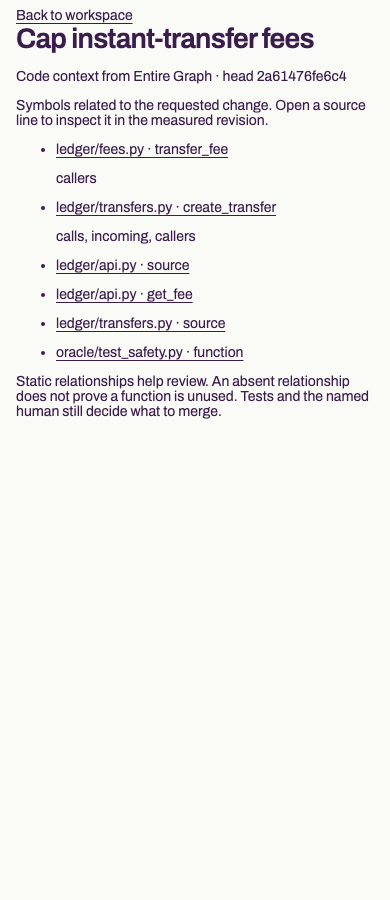 Back to workspace
Cap instant-transfer fees
Code context from Entire Graph · head 2a61476fe6c4
Symbols related to the requested change. Open a source
line to inspect it in the measured revision.
• ledger/fees.py · transfer_fee
callers
• ledger/transfers.py · create_transfer
calls, incoming, callers
• ledger/api.py · source
• ledger/api.py · get_fee
• ledger/transfers.py · source
• oracle/test_safety.py · function
Static relationships help review. An absent relationship
does not prove a function is unused. Tests and the named
human still decide what to merge.